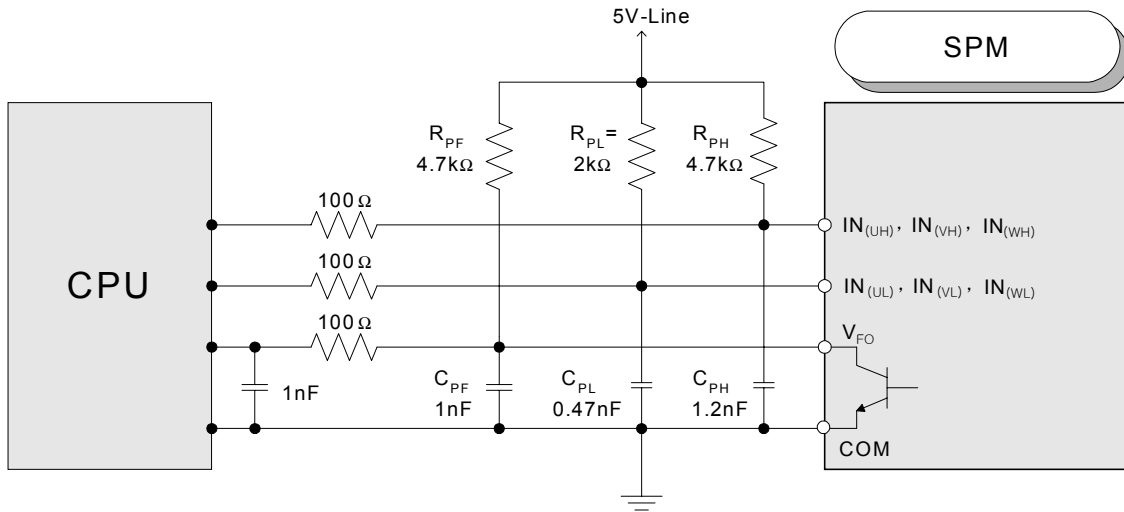 5V-Line
SPM
R_PF
4.7kΩ
R_PL=
2kΩ
R_PH
4.7kΩ
100Ω
100Ω
100Ω
CPU
IN(UH), IN(VH), IN(WH)
IN(UL), IN(VL), IN(WL)
V_FO
1nF
C_PF
1nF
C_PL
0.47nF
C_PH
1.2nF
COM